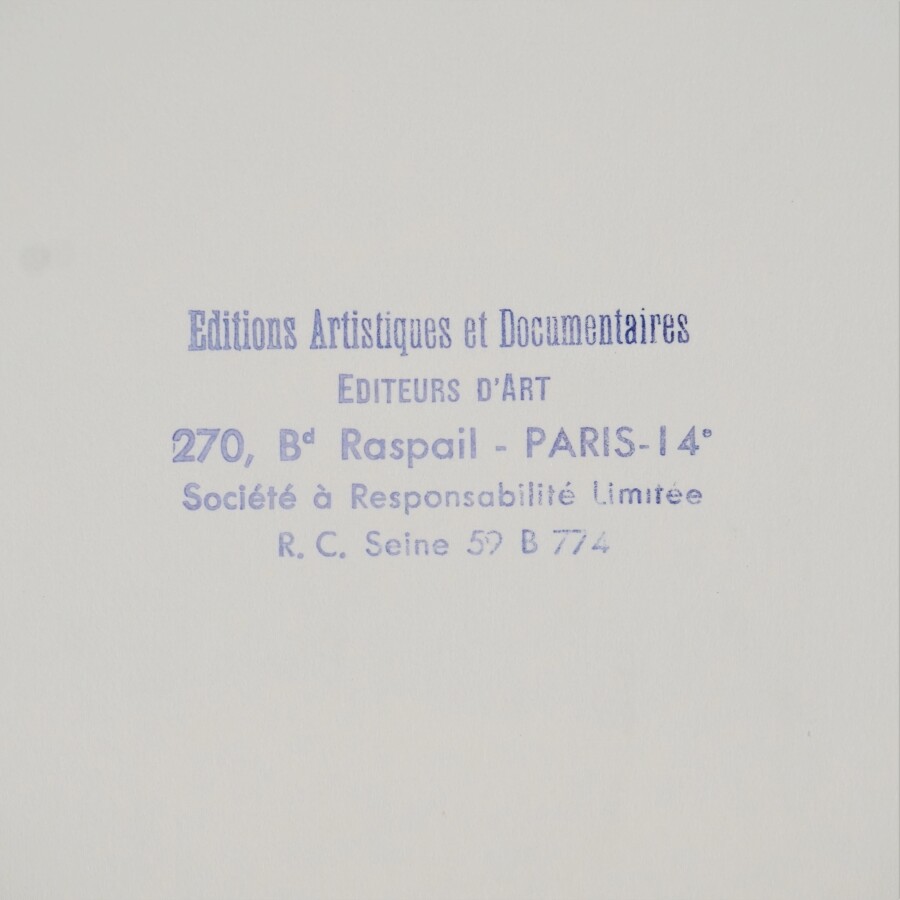 Editions Artistiques et Documentaires
EDITEURS D'ART
270, Bd Raspail - PARIS-14e
Société à Responsabilité Limitée
R. C. Seine 59 B 774